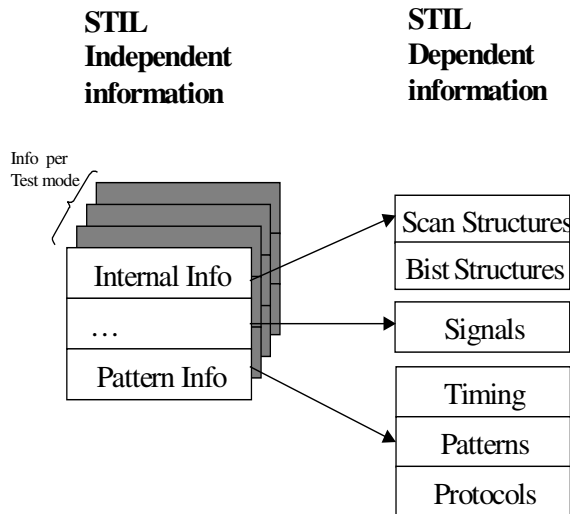 STIL
Independent
information
STIL
Dependent
information
Info per
Test mode
Internal Info
…
Pattern Info
Scan Structures
Bist Structures
Signals
Timing
Patterns
Protocols